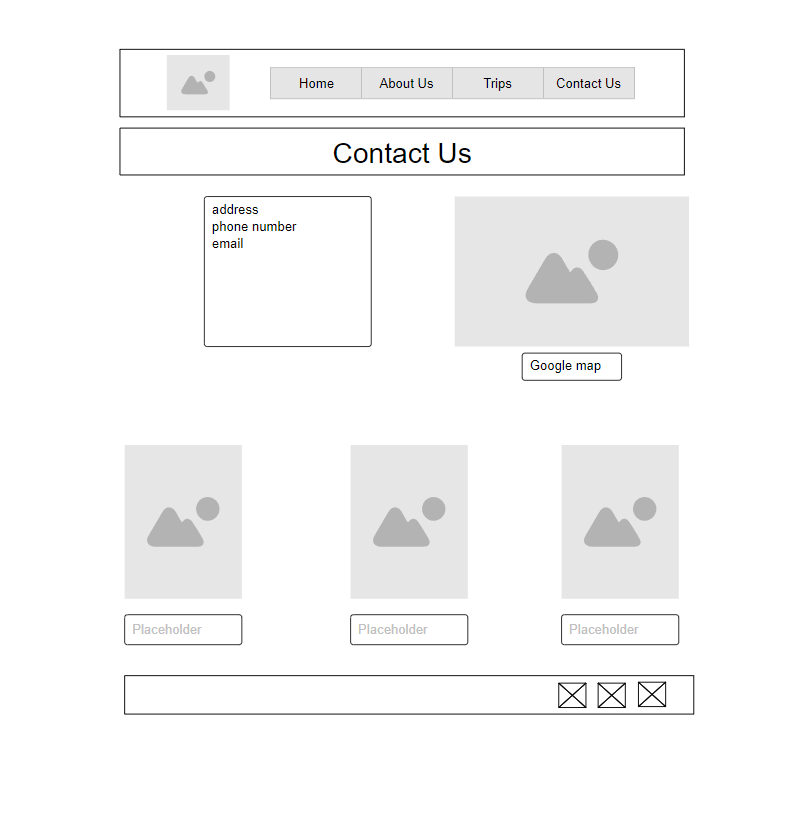 Home About Us Trips Contact Us
Contact Us
address
phone number
email
Google map
Placeholder Placeholder Placeholder